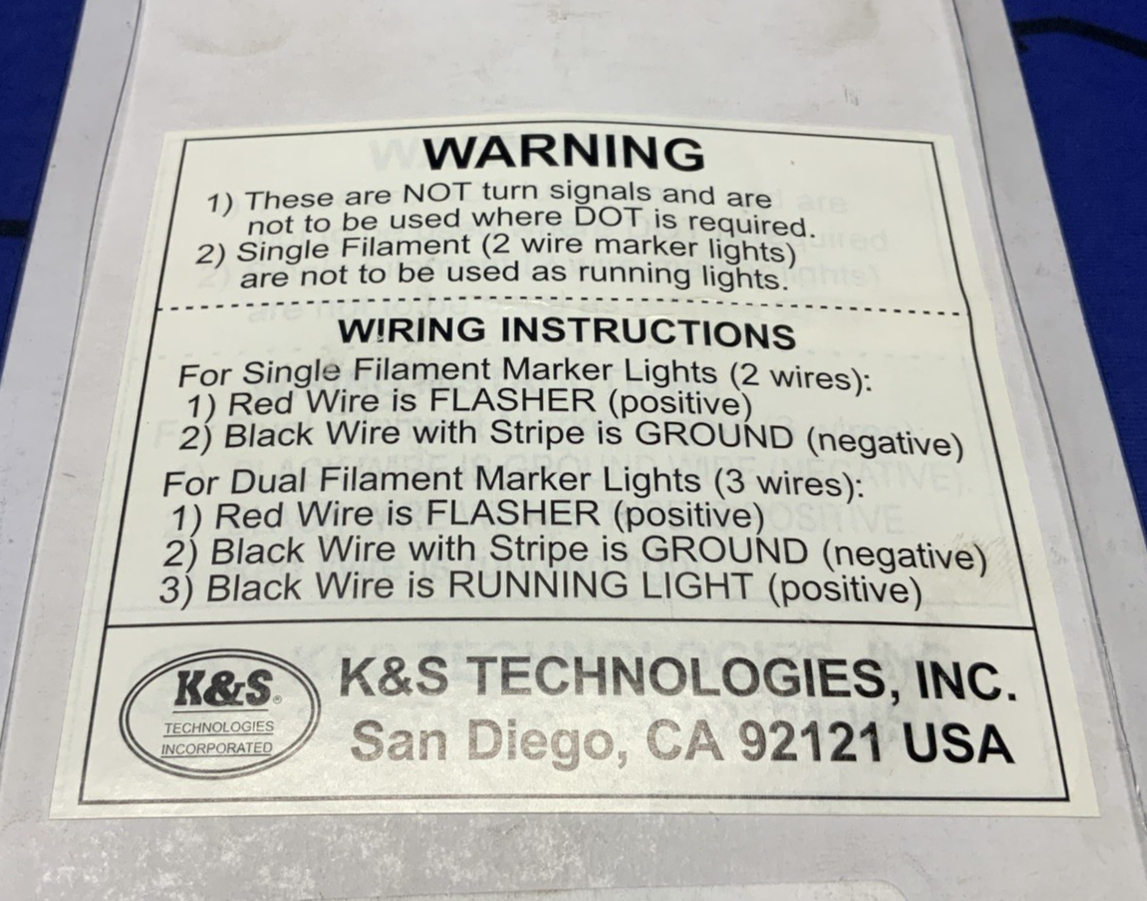 WARNING
1) These are NOT turn signals and are
not to be used where DOT is required.
2) Single Filament (2 wire marker lights)
are not to be used as running lights.
WIRING INSTRUCTIONS
For Single Filament Marker Lights (2 wires):
1) Red Wire is FLASHER (positive)
2) Black Wire with Stripe is GROUND (negative)
For Dual Filament Marker Lights (3 wires):
1) Red Wire is FLASHER (positive)
2) Black Wire with Stripe is GROUND (negative)
3) Black Wire is RUNNING LIGHT (positive)
K&S®
TECHNOLOGIES
INCORPORATED
K&S TECHNOLOGIES, INC.
San Diego, CA 92121 USA